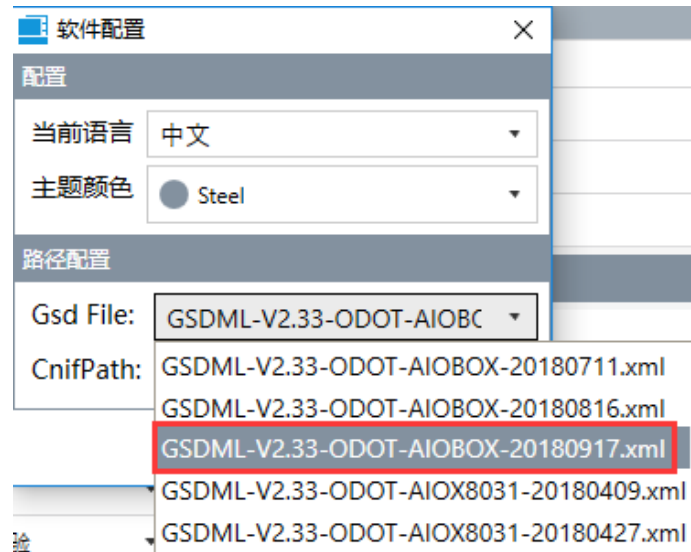 软件配置
配置
当前语言 中文
主题颜色 Steel
路径配置
Gsd File: GSDML-V2.33-ODOT-AIOBC
CnifPath:
GSDML-V2.33-ODOT-AIOBOX-20180711.xml
GSDML-V2.33-ODOT-AIOBOX-20180816.xml
GSDML-V2.33-ODOT-AIOBOX-20180917.xml
GSDML-V2.33-ODOT-AIOX8031-20180409.xml
GSDML-V2.33-ODOT-AIOX8031-20180427.xml
验